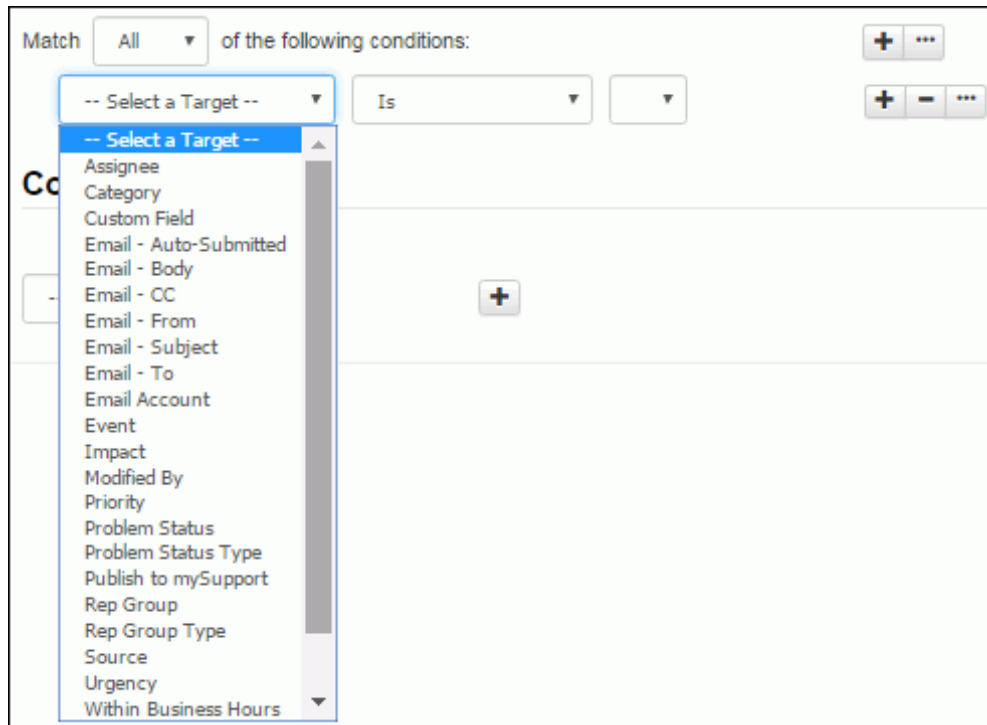 Match All of the following conditions:
-- Select a Target -- Is
-- Select a Target --
Assignee
Category
Co
Custom Field
Email - Auto-Submitted
Email - Body
Email - CC
Email - From
Email - Subject
Email - To
Email Account
Event
Impact
Modified By
Priority
Problem Status
Problem Status Type
Publish to mySupport
Rep Group
Rep Group Type
Source
Urgency
Within Business Hours